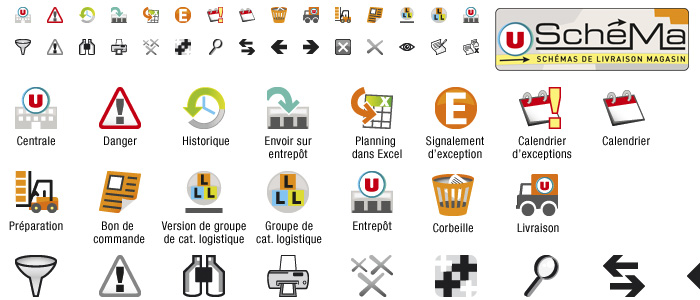 U SchéMa
SCHÉMAS DE LIVRAISON MAGASIN
U
X
E
U
Centrale
Danger
Historique
Envoir sur
entrepôt
Planning
dans Excel
Signalement
d'exception
Calendrier
d'exceptions
Calendrier
L
L L L
L
L
L L
U
U
Préparation
Bon de
commande
Version de groupe
de cat. logistique
Groupe de
cat. logistique
Entrepôt
Corbeille
Livraison